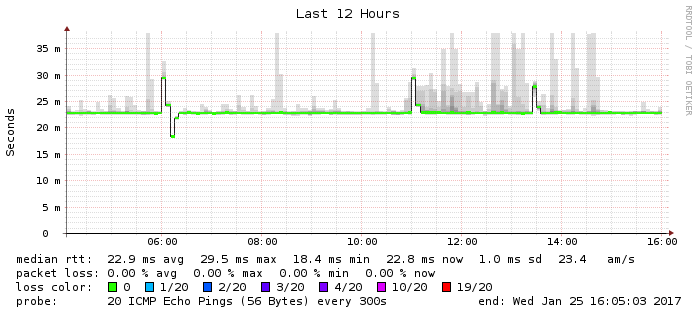 Last 12 Hours
RRDTOOL / TOBI OETIKER
Seconds
35 m
30 m
25 m
20 m
15 m
10 m
5 m
0
06:00 08:00 10:00 12:00 14:00 16:00
median rtt: 22.9 ms avg 29.5 ms max 18.4 ms min 22.8 ms now 1.0 ms sd 23.4 am/s
packet loss: 0.00 % avg 0.00 % max 0.00 % min 0.00 % now
loss color: 0 1/20 2/20 3/20 4/20 10/20 19/20
probe: 20 ICMP Echo Pings (56 Bytes) every 300s end: Wed Jan 25 16:05:03 2017